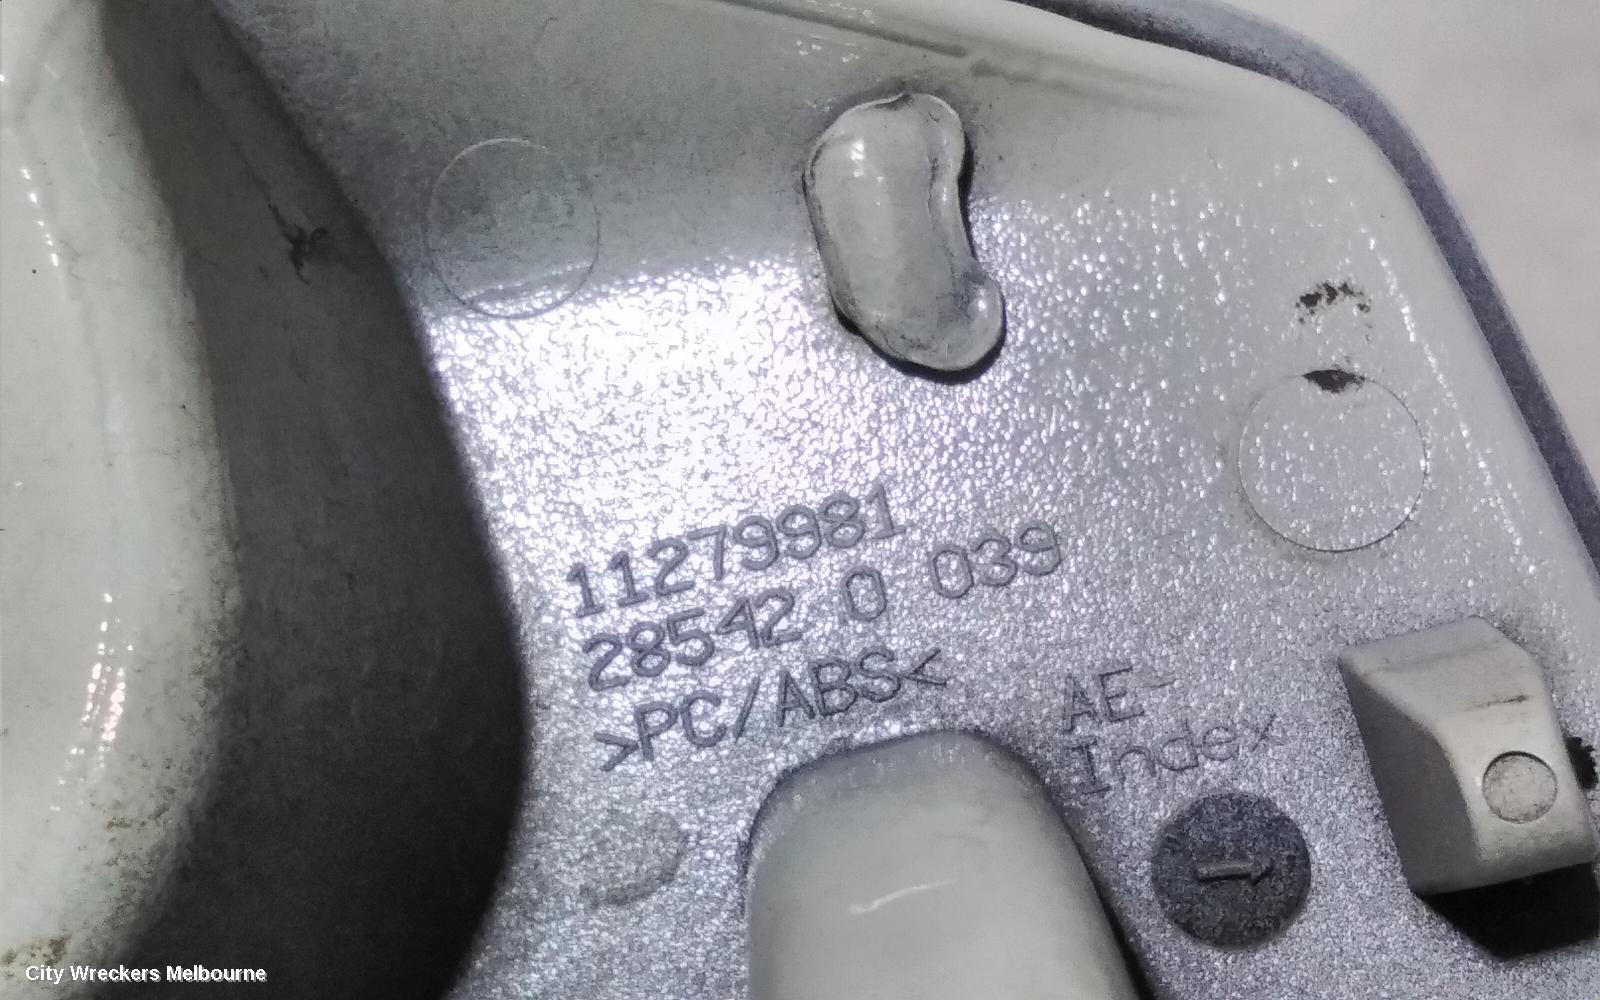 11279981
28542 0 039
>PC/ABS<
AE-
Index
City Wreckers Melbourne